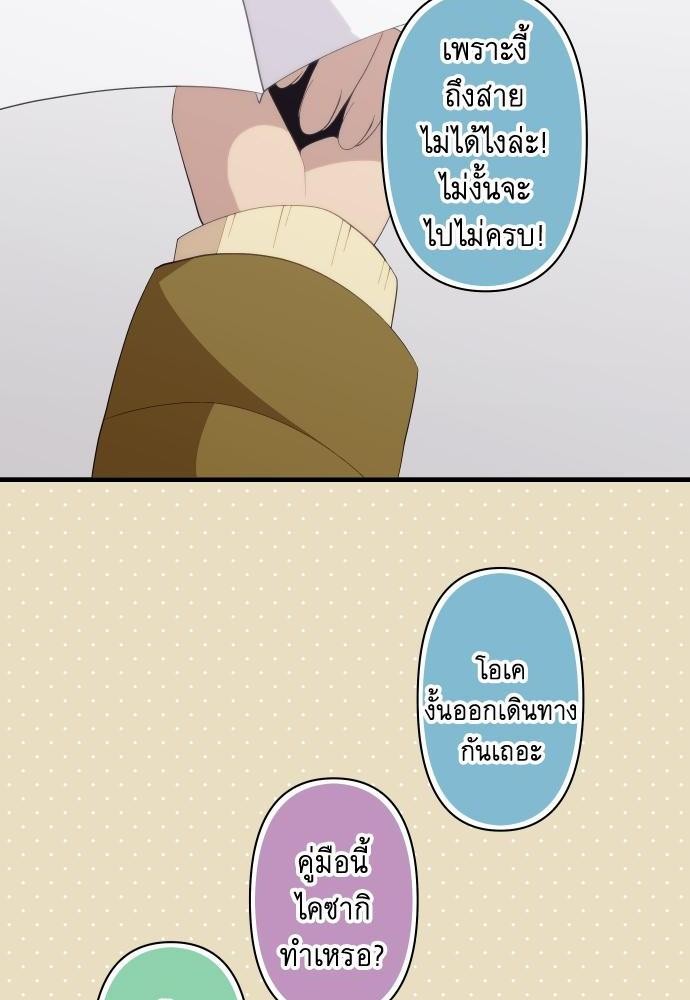 เพราะงี้
ถึงสาย
ไม่ได้ไงล่ะ!
ไม่งั้นจะ
ไปไม่ครบ!
โอเค
งั้นออกเดินทาง
กันเถอะ
คู่มือนี้
ไคซากิ
ทำเหรอ?